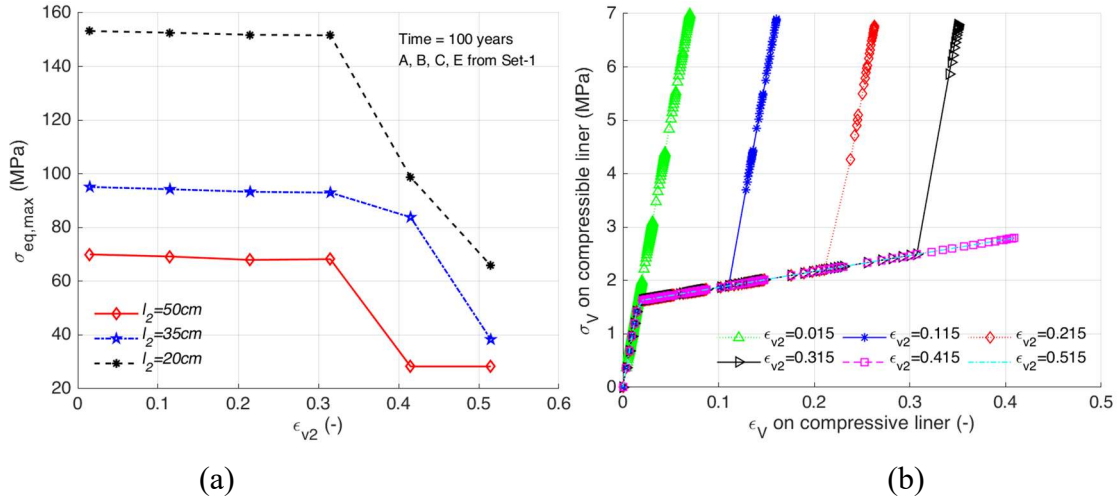 160
140
120
100
80
60
40
20
0 0.1 0.2 0.3 0.4 0.5 0.6
σeq,max (MPa)
ϵv2 (-)
Time = 100 years
A, B, C, E from Set-1
l2=50cm
l2=35cm
l2=20cm
(a)
7
6
5
4
3
2
1
0
0 0.1 0.2 0.3 0.4 0.5
σV on compressible liner (MPa)
ϵV on compressive liner (-)
ϵv2=0.015 ϵv2=0.115 ϵv2=0.215
ϵv2=0.315 ϵv2=0.415 ϵv2=0.515
(b)